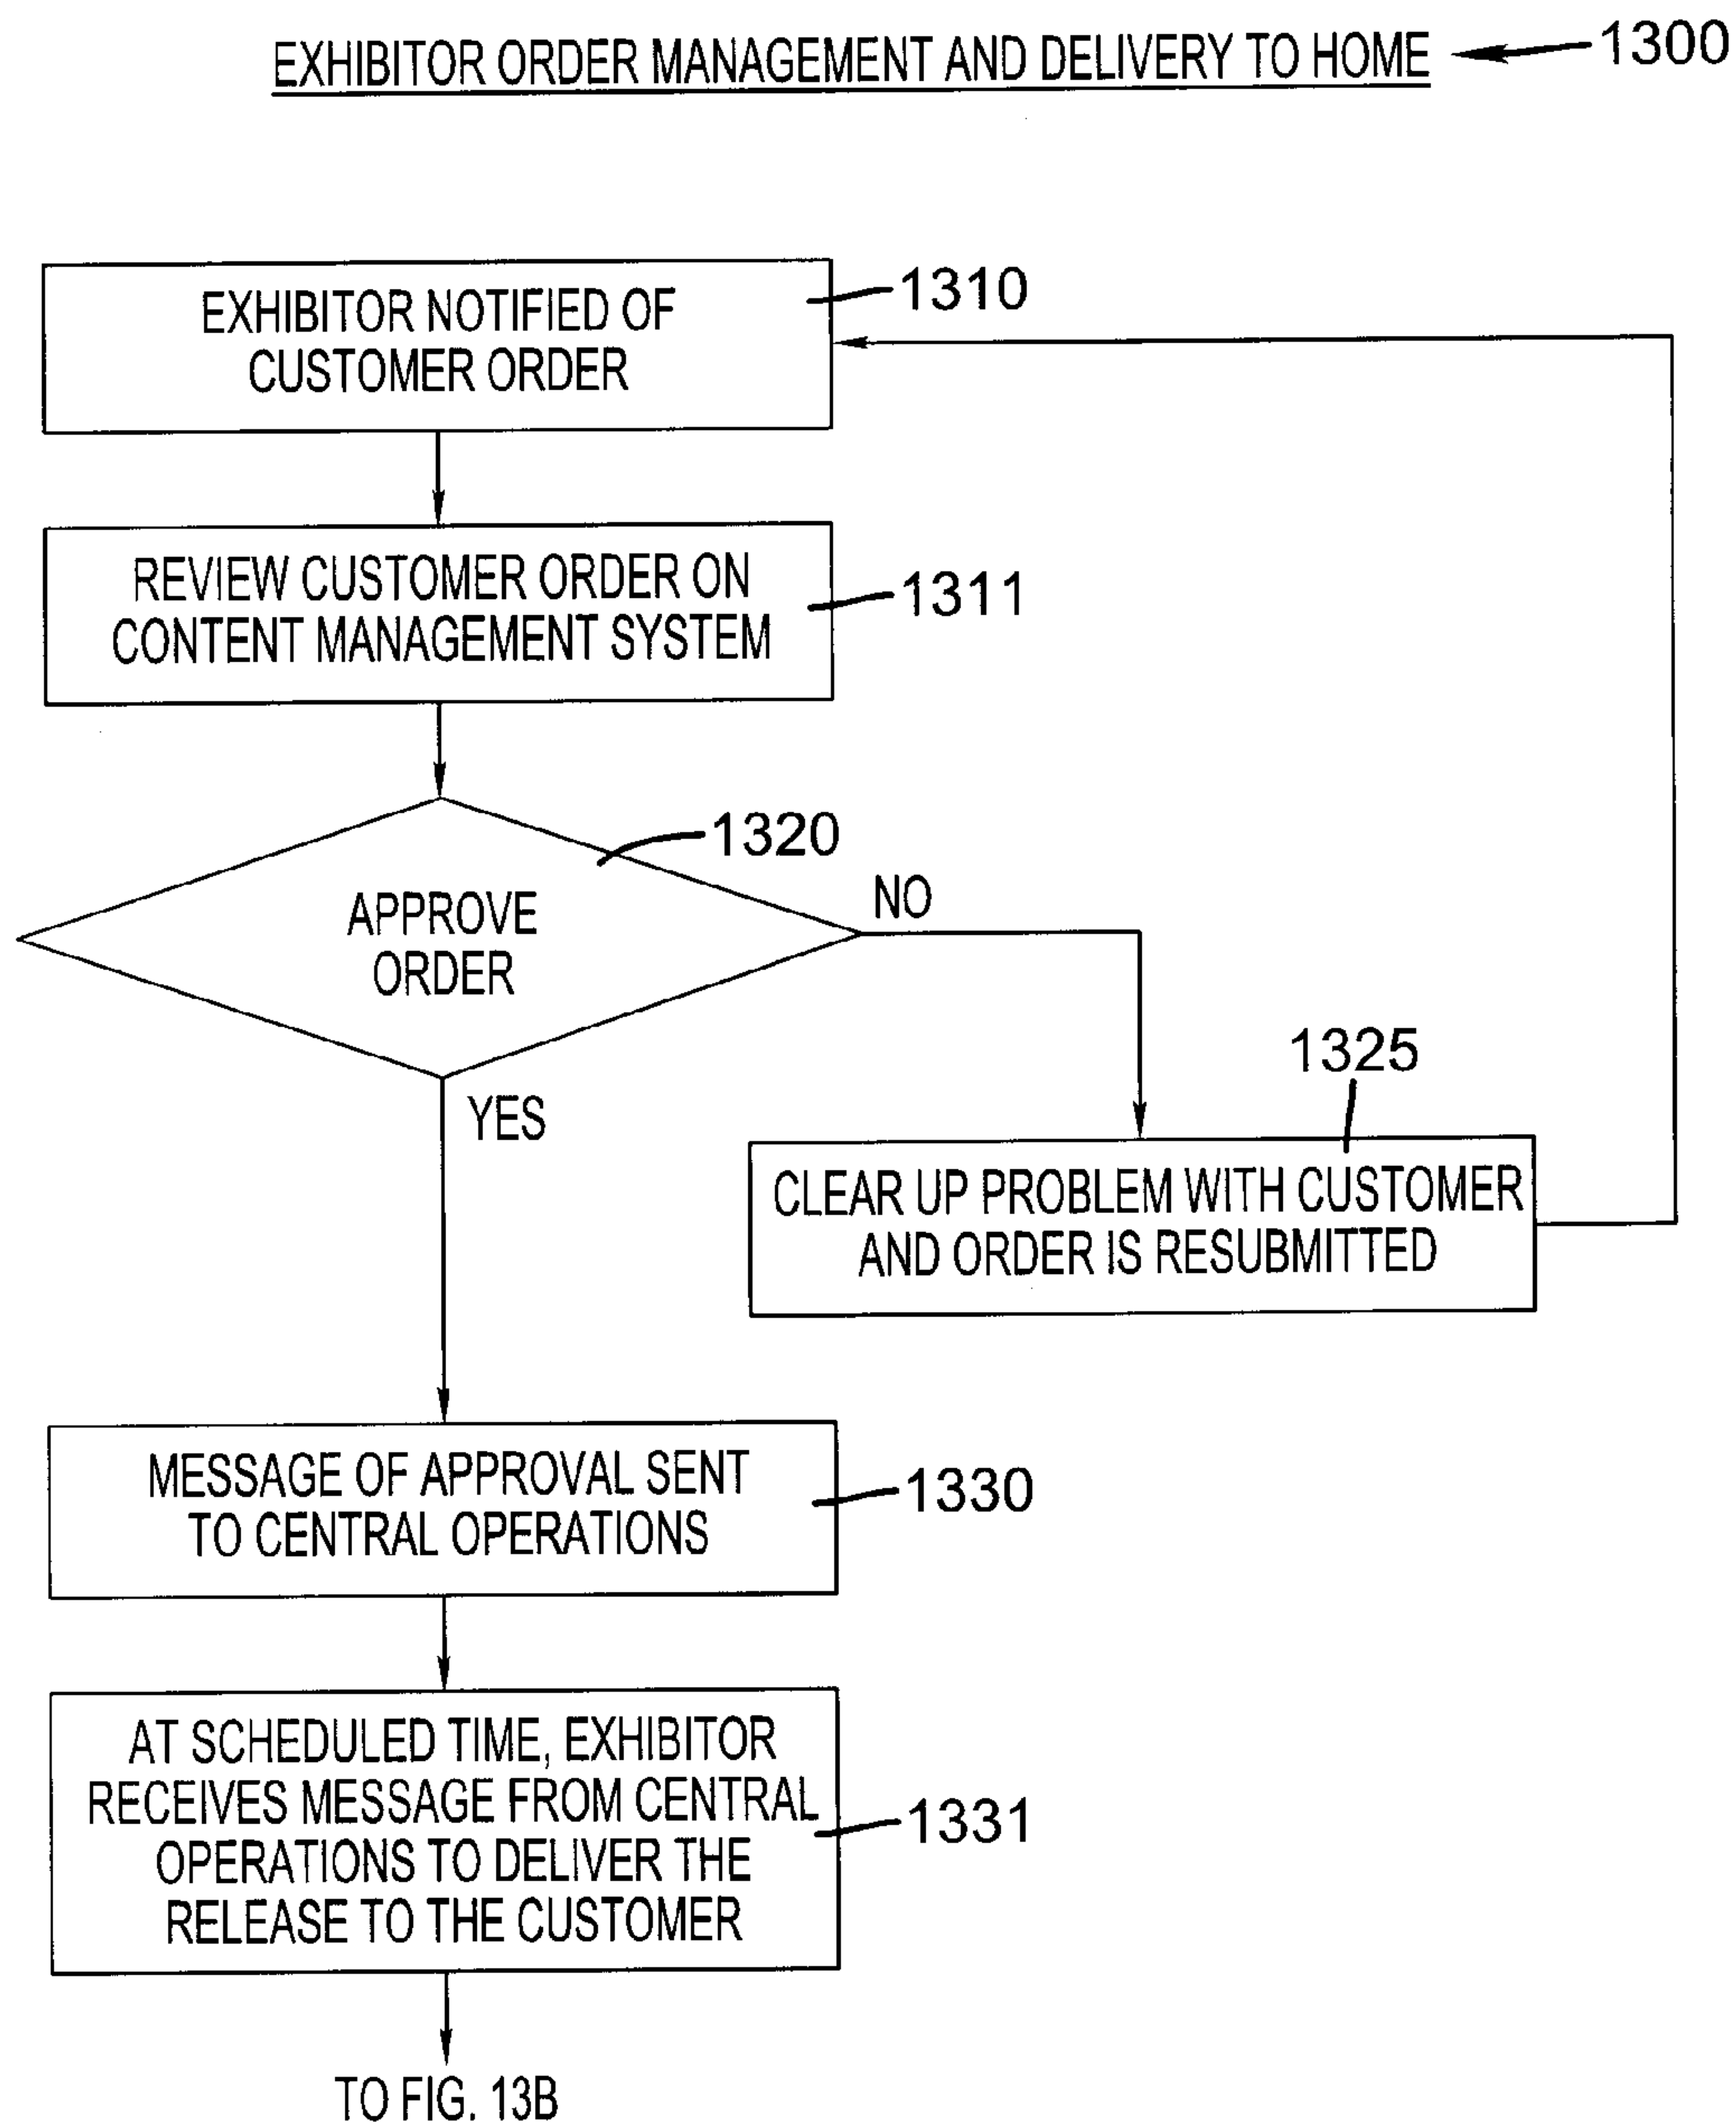 EXHIBITOR ORDER MANAGEMENT AND DELIVERY TO HOME
1300
EXHIBITOR NOTIFIED OF
CUSTOMER ORDER
1310
REVIEW CUSTOMER ORDER ON
CONTENT MANAGEMENT SYSTEM
1311
1320
APPROVE
ORDER
NO
YES
1325
CLEAR UP PROBLEM WITH CUSTOMER
AND ORDER IS RESUBMITTED
MESSAGE OF APPROVAL SENT
TO CENTRAL OPERATIONS
1330
AT SCHEDULED TIME, EXHIBITOR
RECEIVES MESSAGE FROM CENTRAL
OPERATIONS TO DELIVER THE
RELEASE TO THE CUSTOMER
1331
TO FIG. 13B